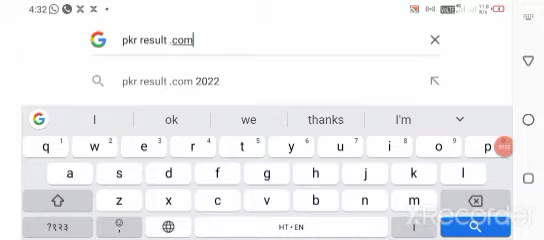 4:32
pkr result .com
pkr result .com 2022
I ok we thanks I'm
q 1 w 2 e 3 r 4 t 5 y 6 u 7 i 8 o 9 p
a s d f g h j k l
z x c v b n m
?१२३ , HT • EN
XRecorder